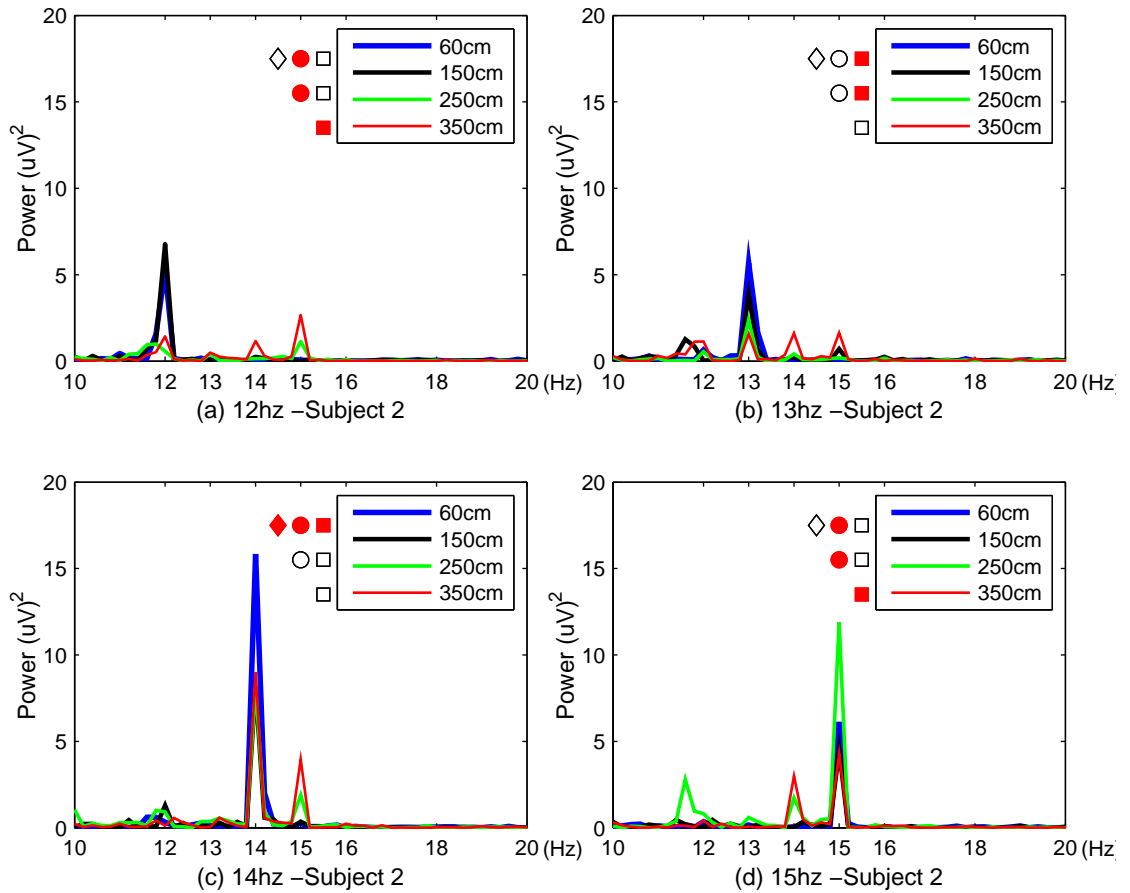 20
15
10
5
0
Power (uV)2
60cm
150cm
250cm
350cm
10 12 13 14 15 16 18 20 (Hz)
(a) 12hz −Subject 2
20
15
10
5
0
Power (uV)2
60cm
150cm
250cm
350cm
10 12 13 14 15 16 18 20 (Hz)
(b) 13hz −Subject 2
20
15
10
5
0
Power (uV)2
60cm
150cm
250cm
350cm
10 12 13 14 15 16 18 20 (Hz)
(c) 14hz −Subject 2
20
15
10
5
0
Power (uV)2
60cm
150cm
250cm
350cm
10 12 13 14 15 16 18 20 (Hz)
(d) 15hz −Subject 2